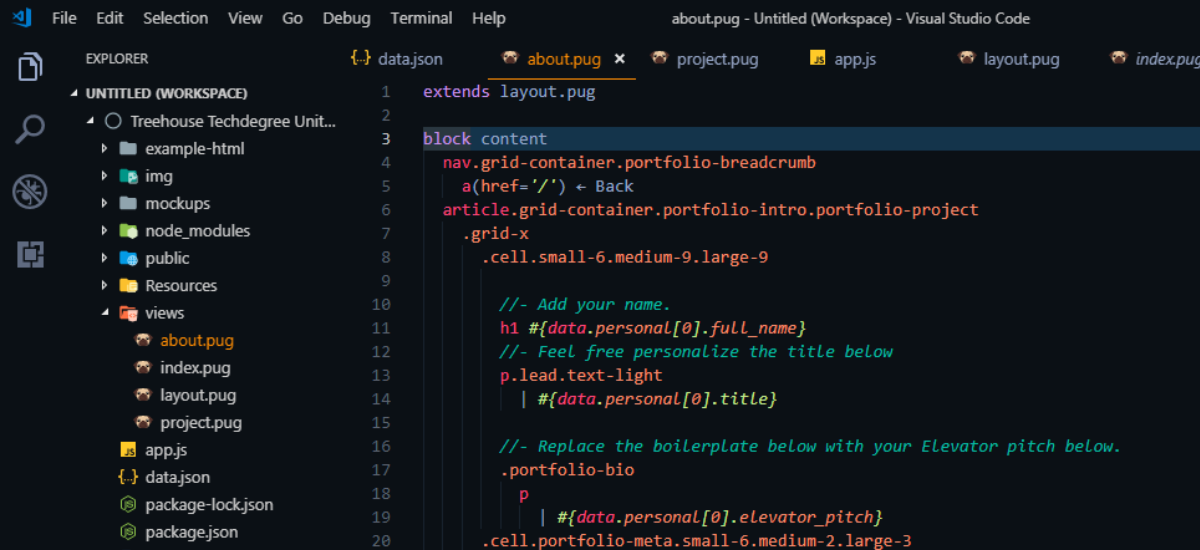 File Edit Selection View Go Debug Terminal Help about.pug - Untitled (Workspace) - Visual Studio Code
EXPLORER
{..} data.json about.pug × project.pug JS app.js layout.pug index.pug
UNTITLED (WORKSPACE)
Treehouse Techdegree Unit...
example-html
img
mockups
node_modules
public
Resources
views
about.pug
index.pug
layout.pug
project.pug
JS app.js
{..} data.json
package-lock.json
package.json
1 extends layout.pug
2
3 block content
4 nav.grid-container.portfolio-breadcrumb
5 a(href='/') ← Back
6 article.grid-container.portfolio-intro.portfolio-project
7 .grid-x
8 .cell.small-6.medium-9.large-9
9
10 //- Add your name.
11 h1 #{data.personal[0].full_name}
12 //- Feel free personalize the title below
13 p.lead.text-light
14 | #{data.personal[0].title}
15
16 //- Replace the boilerplate below with your Elevator pitch below.
17 .portfolio-bio
18 p
19 | #{data.personal[0].elevator_pitch}
20 .cell.portfolio-meta.small-6.medium-2.large-3